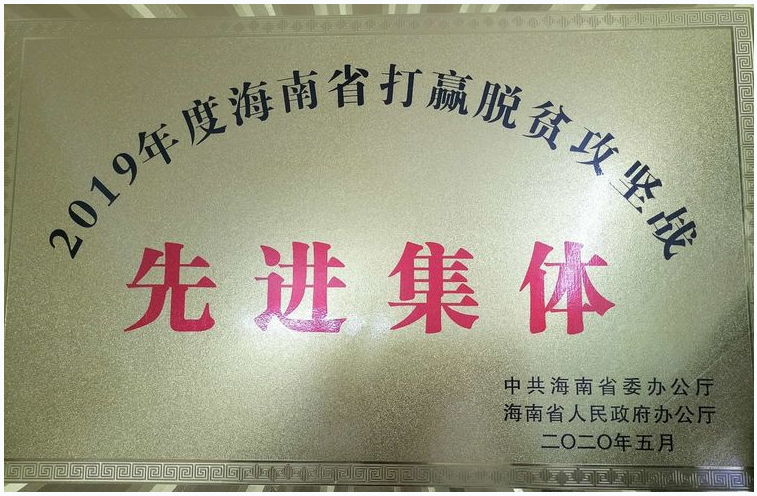 2019年度海南省打赢脱贫攻坚战
先进集体
中共海南省委办公厅
海南省人民政府办公厅
二〇二〇年五月